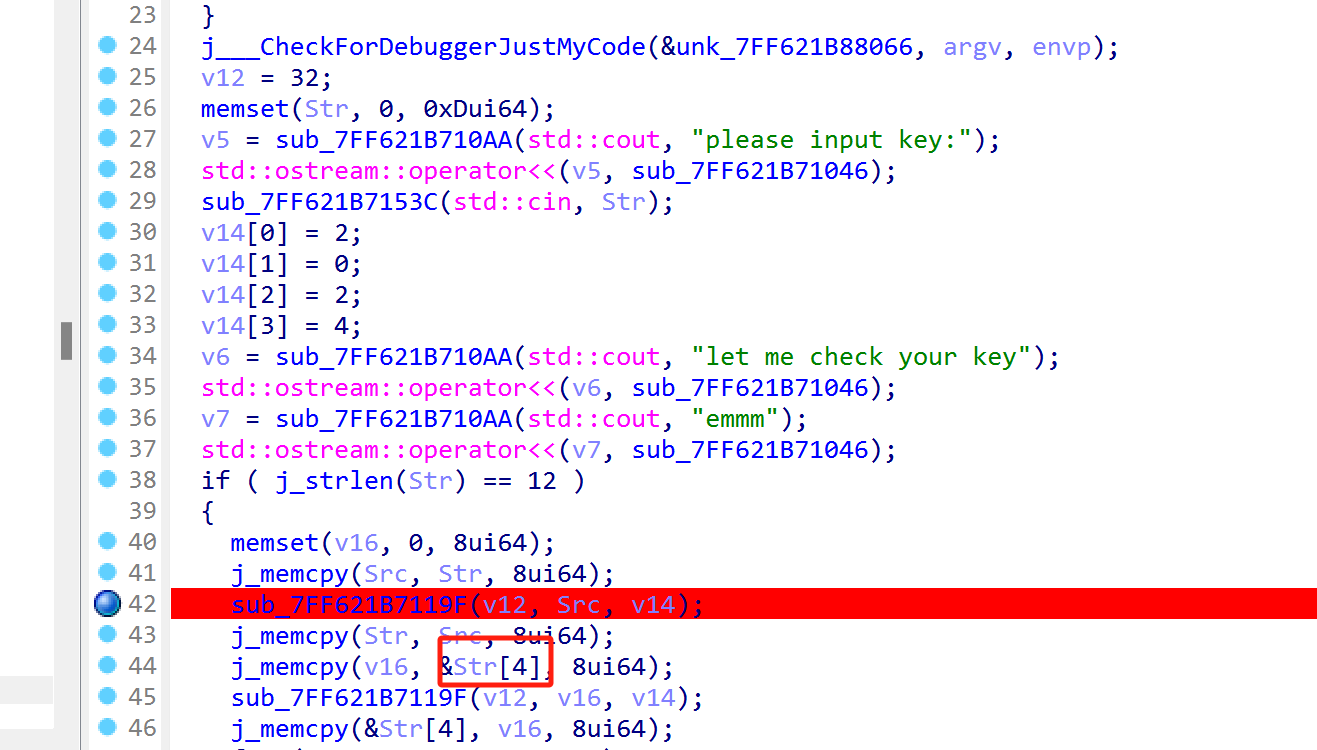 23 }
24 j___CheckForDebuggerJustMyCode(&unk_7FF621B88066, argv, envp);
25 v12 = 32;
26 memset(Str, 0, 0xDui64);
27 v5 = sub_7FF621B710AA(std::cout, "please input key:");
28 std::ostream::operator<<(v5, sub_7FF621B71046);
29 sub_7FF621B7153C(std::cin, Str);
30 v14[0] = 2;
31 v14[1] = 0;
32 v14[2] = 2;
33 v14[3] = 4;
34 v6 = sub_7FF621B710AA(std::cout, "let me check your key");
35 std::ostream::operator<<(v6, sub_7FF621B71046);
36 v7 = sub_7FF621B710AA(std::cout, "emmm");
37 std::ostream::operator<<(v7, sub_7FF621B71046);
38 if ( j_strlen(Str) == 12 )
39 {
40 memset(v16, 0, 8ui64);
41 j_memcpy(Src, Str, 8ui64);
42 sub_7FF621B7119F(v12, Src, v14);
43 j_memcpy(Str, Src, 8ui64);
44 j_memcpy(v16, &Str[4], 8ui64);
45 sub_7FF621B7119F(v12, v16, v14);
46 j_memcpy(&Str[4], v16, 8ui64);